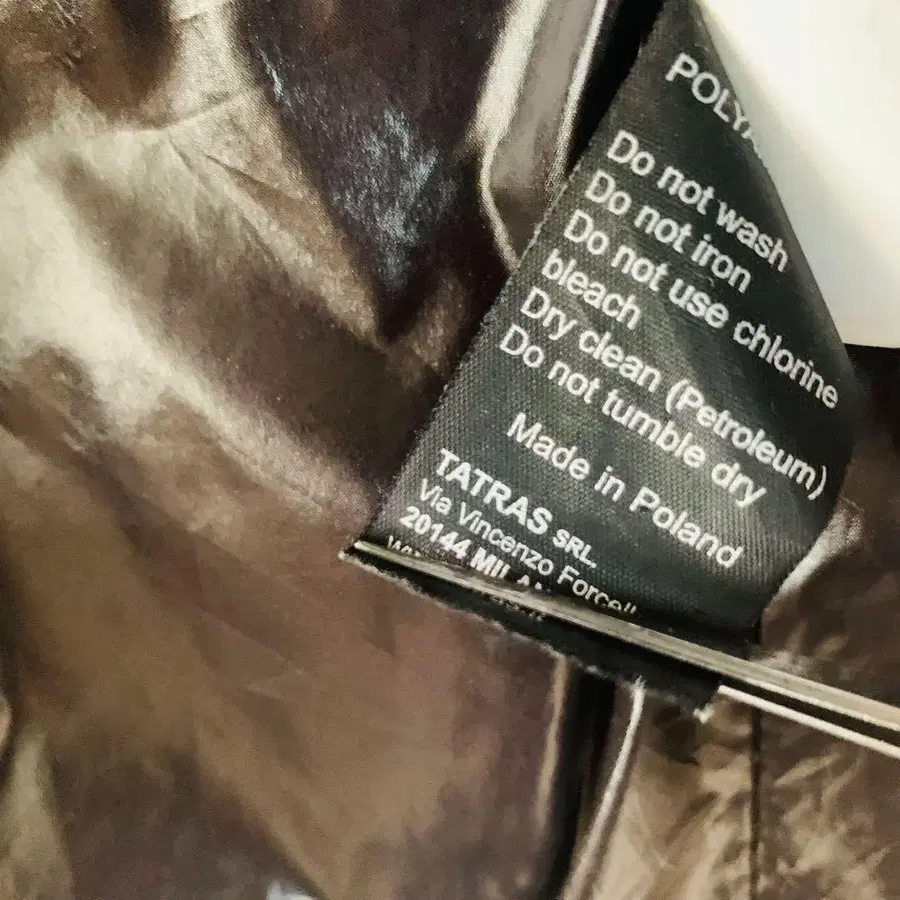 Do not wash
Do not iron
Do not use chlorine
bleach
Dry clean (Petroleum)
Do not tumble dry
Made in Poland
TATRAS SRL.
Via Vincenzo
20144